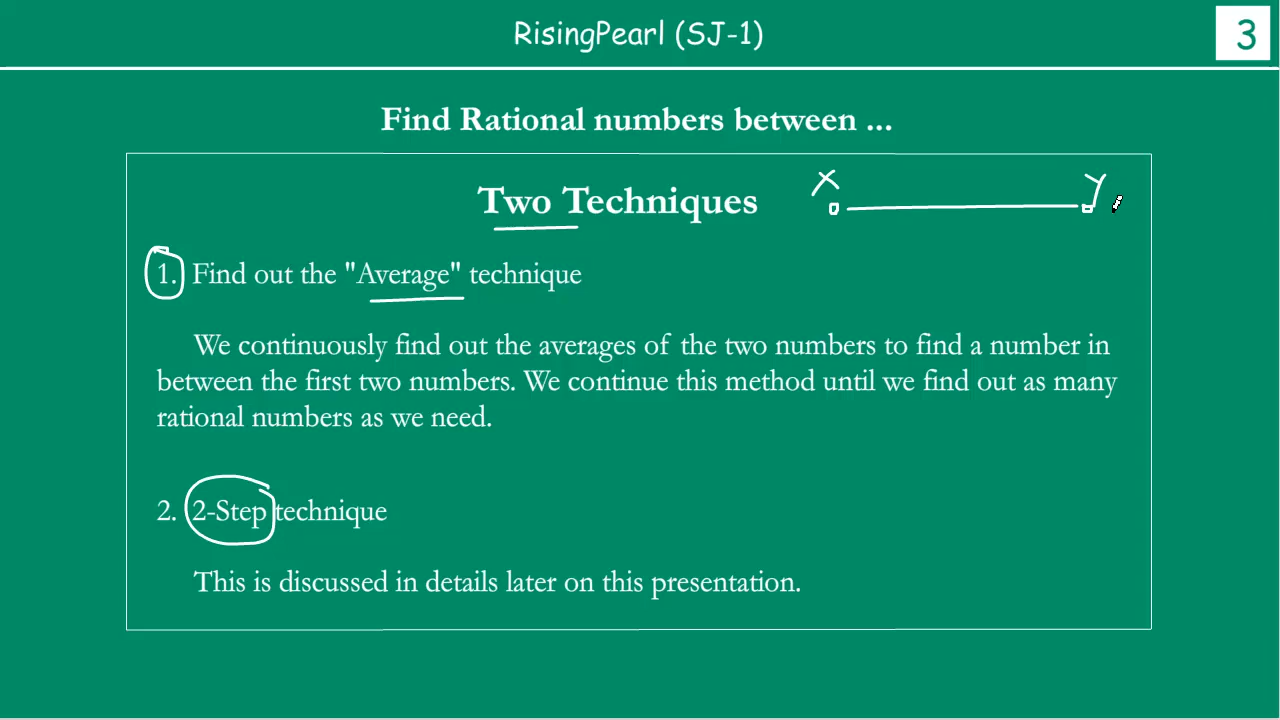 RisingPearl (SJ-1)
3
Find Rational numbers between ...
Two Techniques
X
y
1. Find out the "Average" technique
We continuously find out the averages of the two numbers to find a number in
between the first two numbers. We continue this method until we find out as many
rational numbers as we need.
2. 2-Step technique
This is discussed in details later on this presentation.